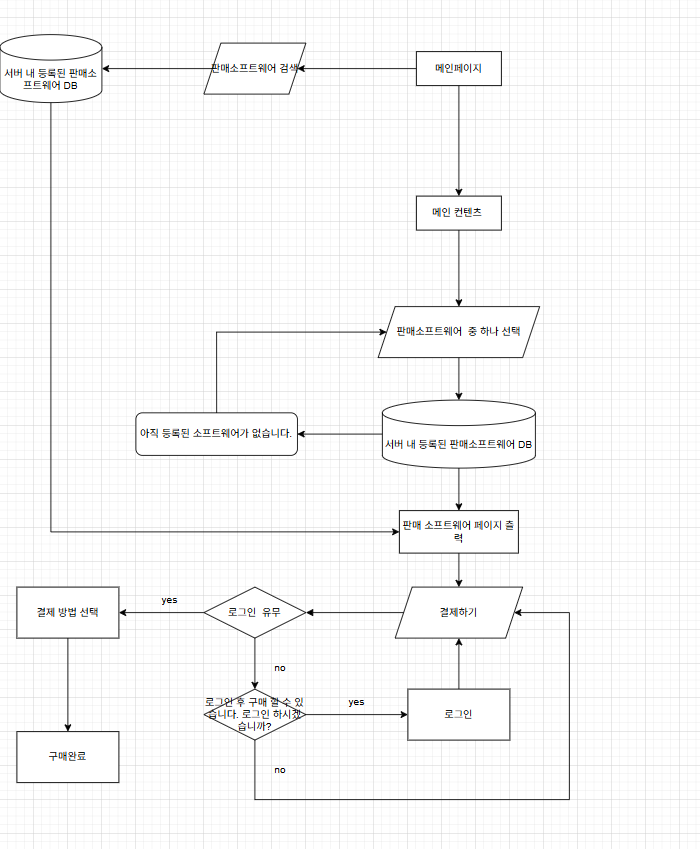 서버 내 등록된 판매소
프트웨어 DB
판매소프트웨어 검색
메인페이지
메인 컨텐츠
판매소프트웨어 중 하나 선택
아직 등록된 소프트웨어가 없습니다.
서버 내 등록된 판매소프트웨어 DB
판매 소프트웨어 페이지 출
력
결제 방법 선택
yes
로그인 유무
결제하기
no
로그인 후 구매 할 수 있
습니다. 로그인 하시겠
습니까?
yes
로그인
구매완료
no